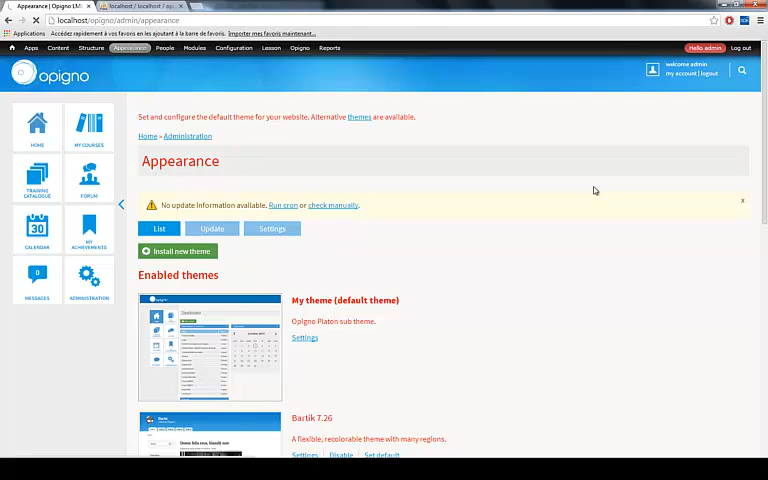 Appearance | Opigno LM
localhost / localhost / op
localhost/opigno/admin/appearance
Applications Accédez rapidement à vos favoris en les ajoutant à la barre de favoris. Importer mes favoris maintenant...
Apps Content Structure Appearance People Modules Configuration Lesson Opigno Reports Hello admin Log out
opigno
welcome admin
my account | logout
HOME
MY COURSES
TRAINING CATALOGUE
FORUM
CALENDAR
MY ACHIEVEMENTS
MESSAGES
ADMINISTRATION
30
0
Set and configure the default theme for your website. Alternative themes are available.
Home » Administration
Appearance
No update information available. Run cron or check manually.
x
List Update Settings
Install new theme
Enabled themes
My theme (default theme)
Opigno Platon sub theme.
Settings
Bartik 7.26
A flexible, recolorable theme with many regions.
Settings Disable Set default